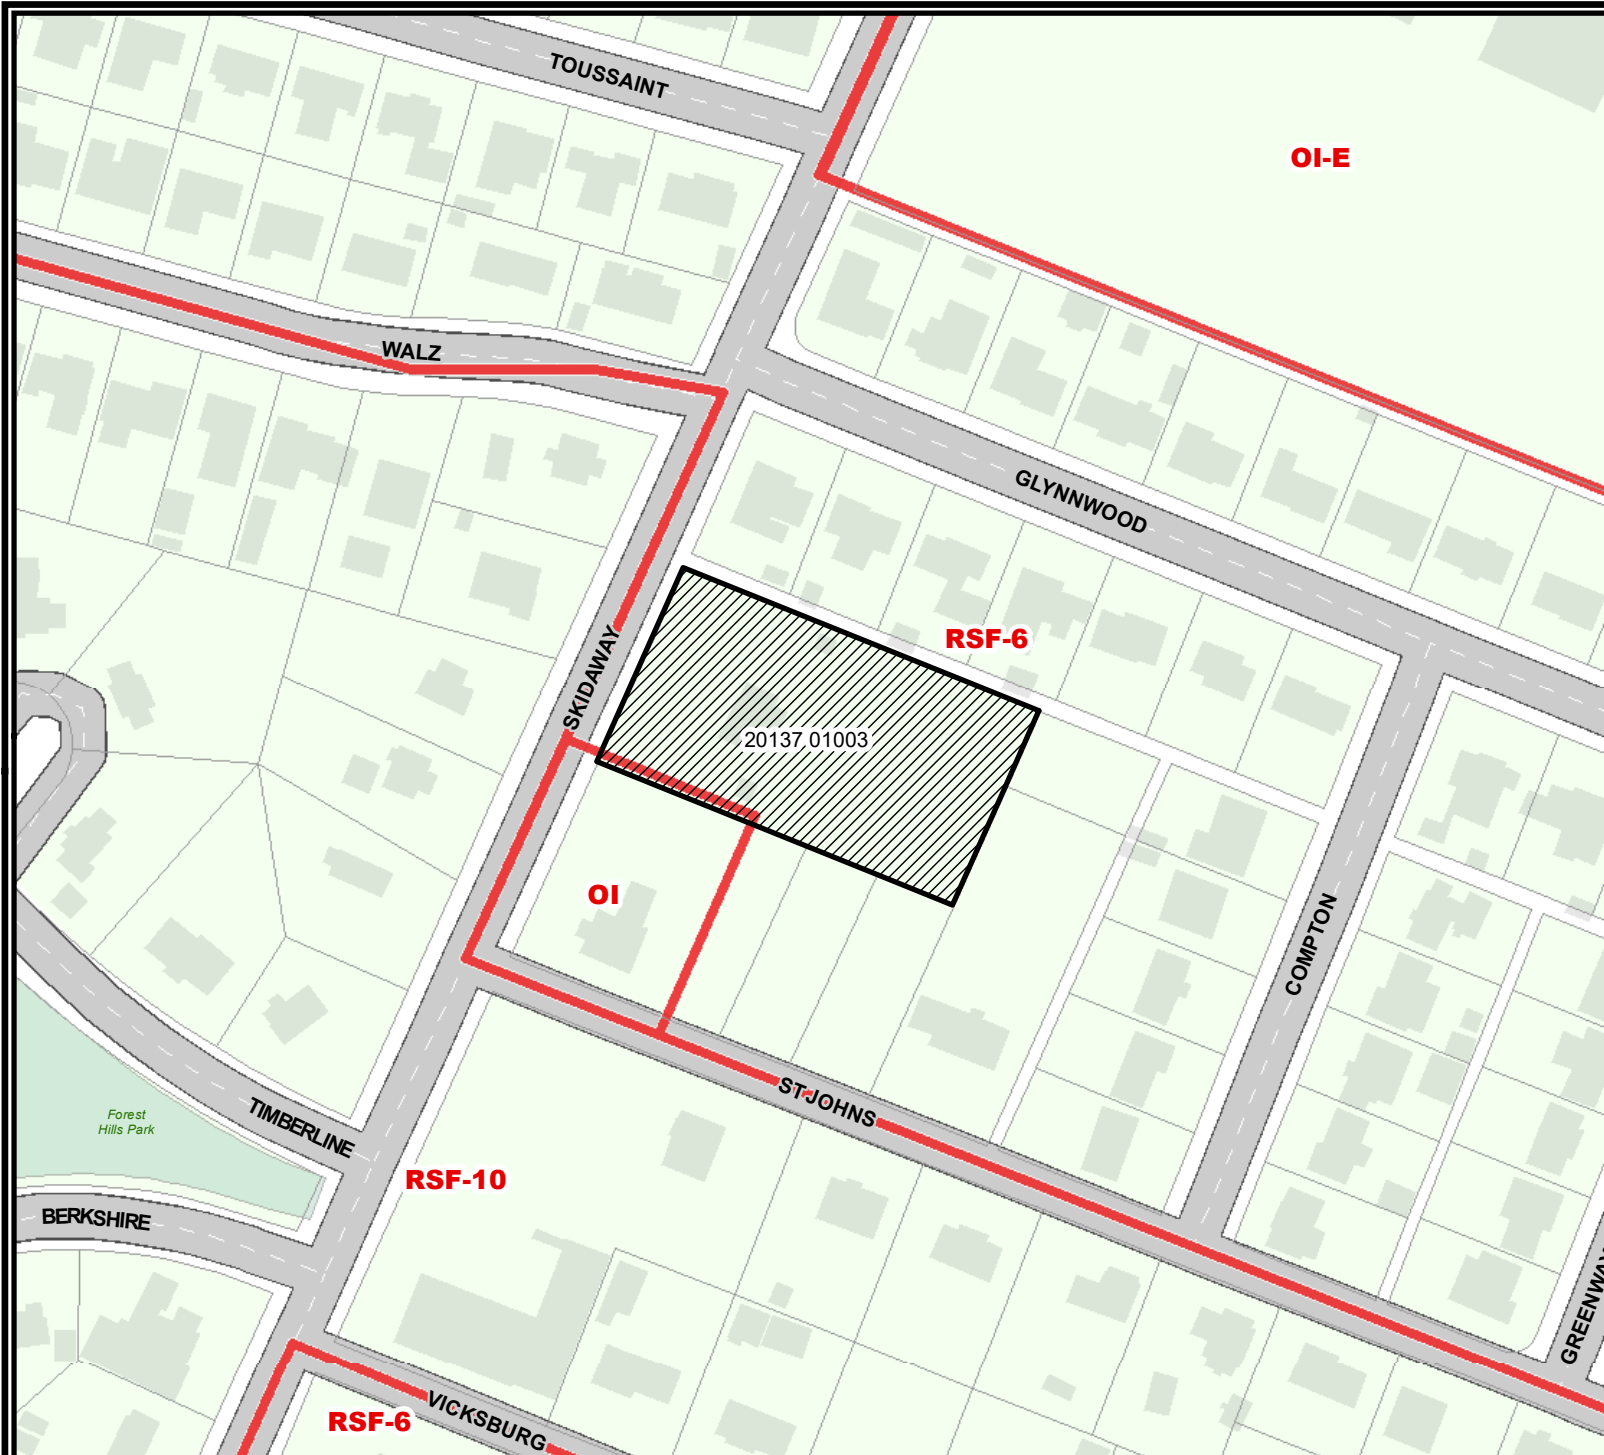 TOUSSAINT
OI-E
WALZ
GLYNNWOOD
RSF-6
SKIDAWAY
20137 01003
OI
COMPTON
ST JOHNS
Forest
Hills Park
TIMBERLINE
RSF-10
BERKSHIRE
GREENWAY
RSF-6
VICKSBURG